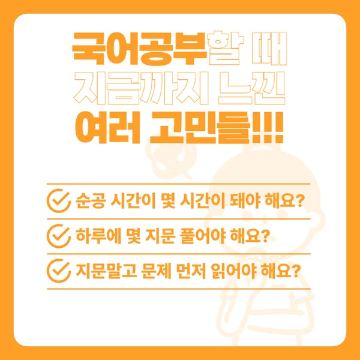 국어공부할 때
지금까지 느낀
여러 고민들!!!
순공 시간이 몇 시간이 돼야 해요?
하루에 몇 지문 풀어야 해요?
지문말고 문제 먼저 읽어야 해요?